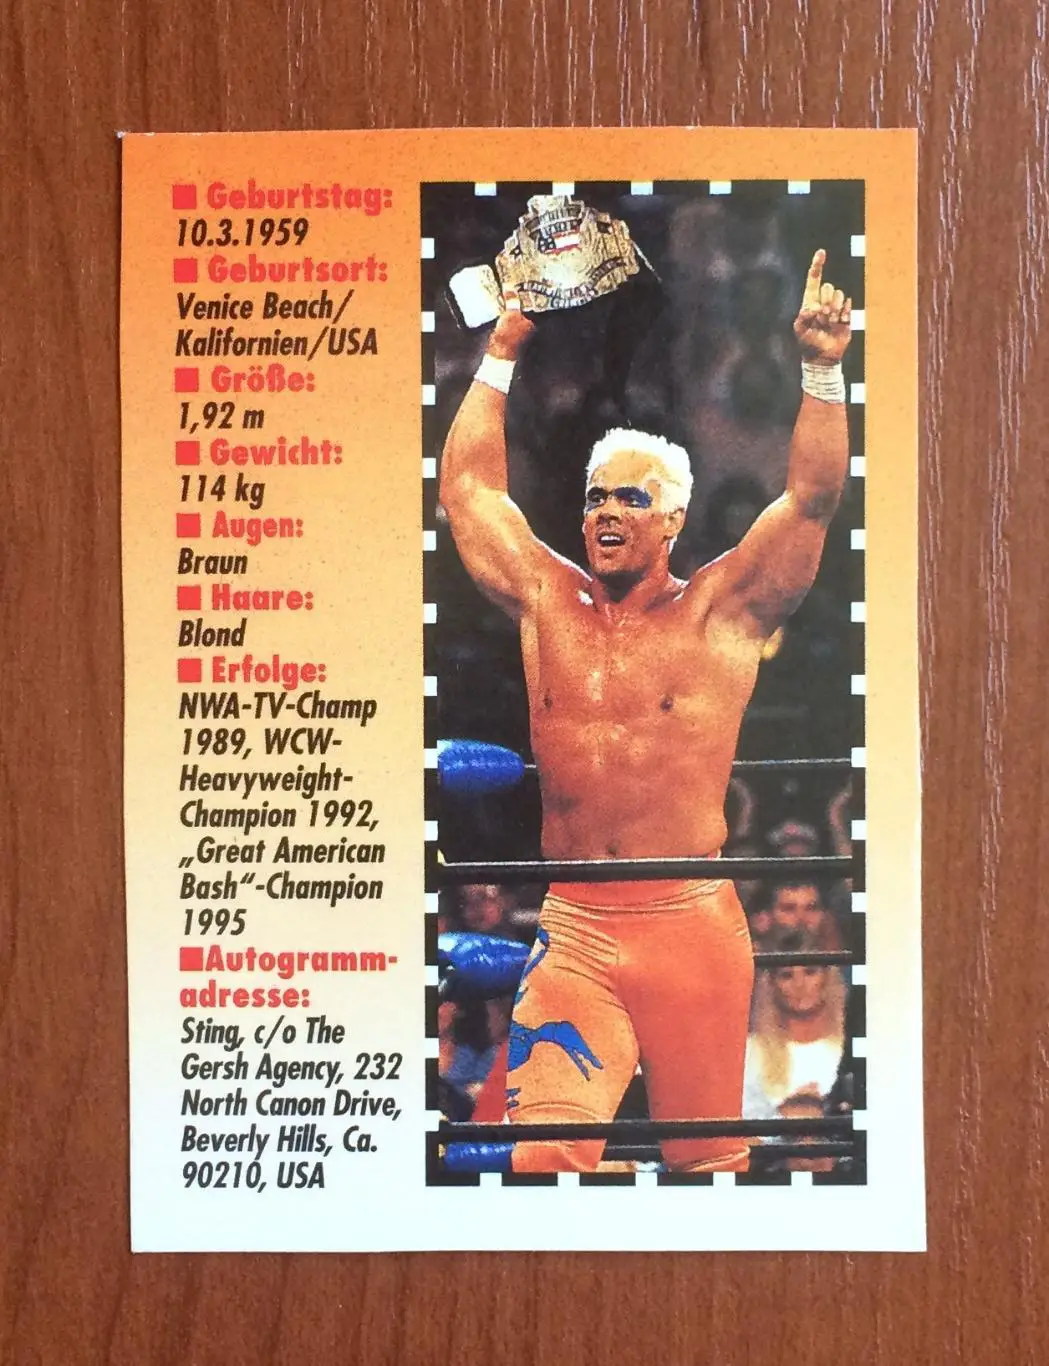 ■ Geburtstag:
10.3.1959
■ Geburtsort:
Venice Beach/
Kalifornien/USA
■ Größe:
1,92 m
■ Gewicht:
114 kg
■ Augen:
Braun
■ Haare:
Blond
■ Erfolge:
NWA-TV-Champ
1989, WCW-
Heavyweight-
Champion 1992,
„Great American
Bash“-Champion
1995
■Autogramm-
adresse:
Sting, c/o The
Gersh Agency, 232
North Canon Drive,
Beverly Hills, Ca.
90210, USA